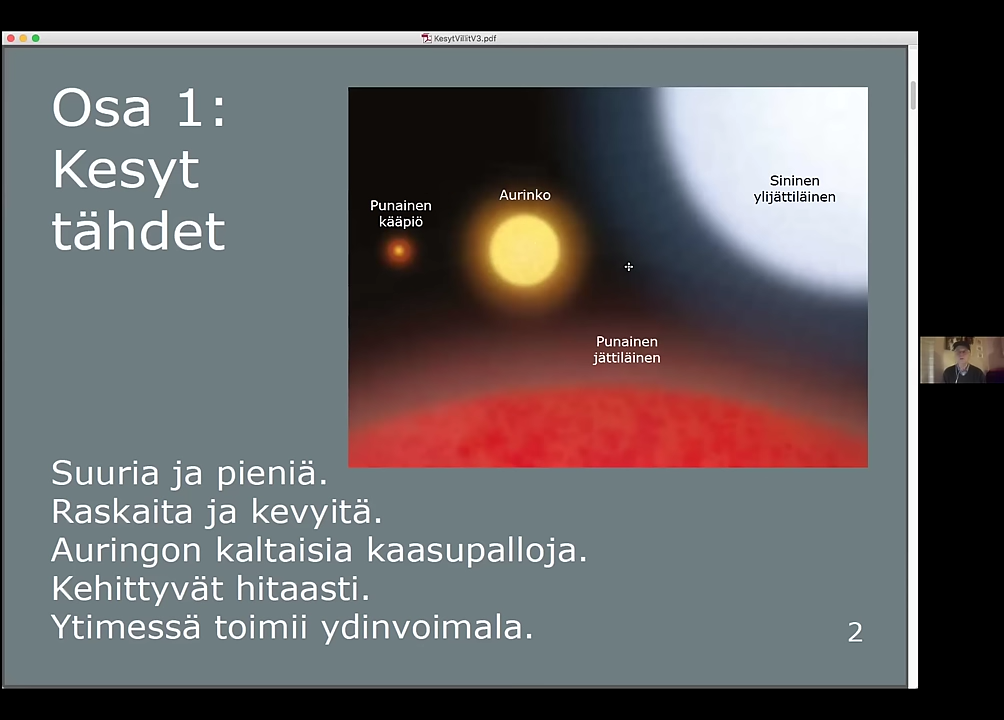 KesytVillitV3.pdf
Osa 1:
Kesyt
tähdet
Punainen
kääpiö
Aurinko
Sininen
ylijättiläinen
Punainen
jättiläinen
Suuria ja pieniä.
Raskaita ja kevyitä.
Auringon kaltaisia kaasupalloja.
Kehittyvät hitaasti.
Ytimessä toimii ydinvoimala.
2